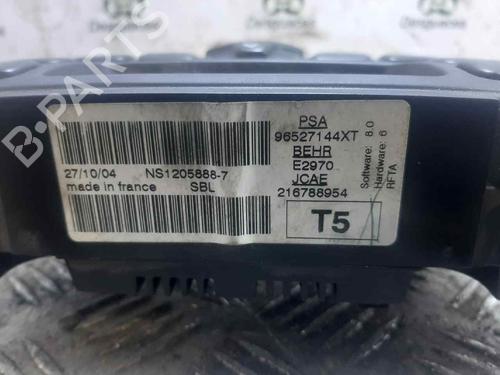 PSA
96527144XT
BEHR
E2970
JCAE
216788954
T5
27/10/04 NS1205888-7
made in france SBL
Software: 8.0
Hardware: 6
RFTA
B-PARTS